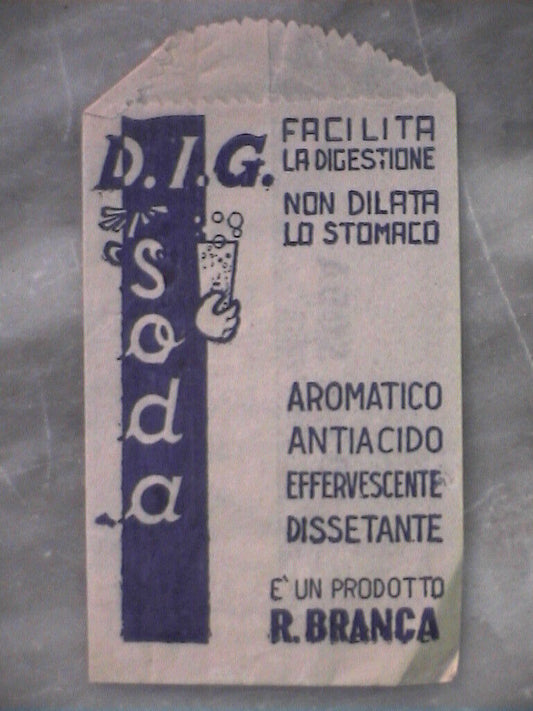 D.I.G.
soda
FACILITA
LA DIGESTIONE
NON DILATA
LO STOMACO
AROMATICO
ANTIACIDO
EFFERVESCENTE
DISSETANTE
E' UN PRODOTTO
R. BRANCA